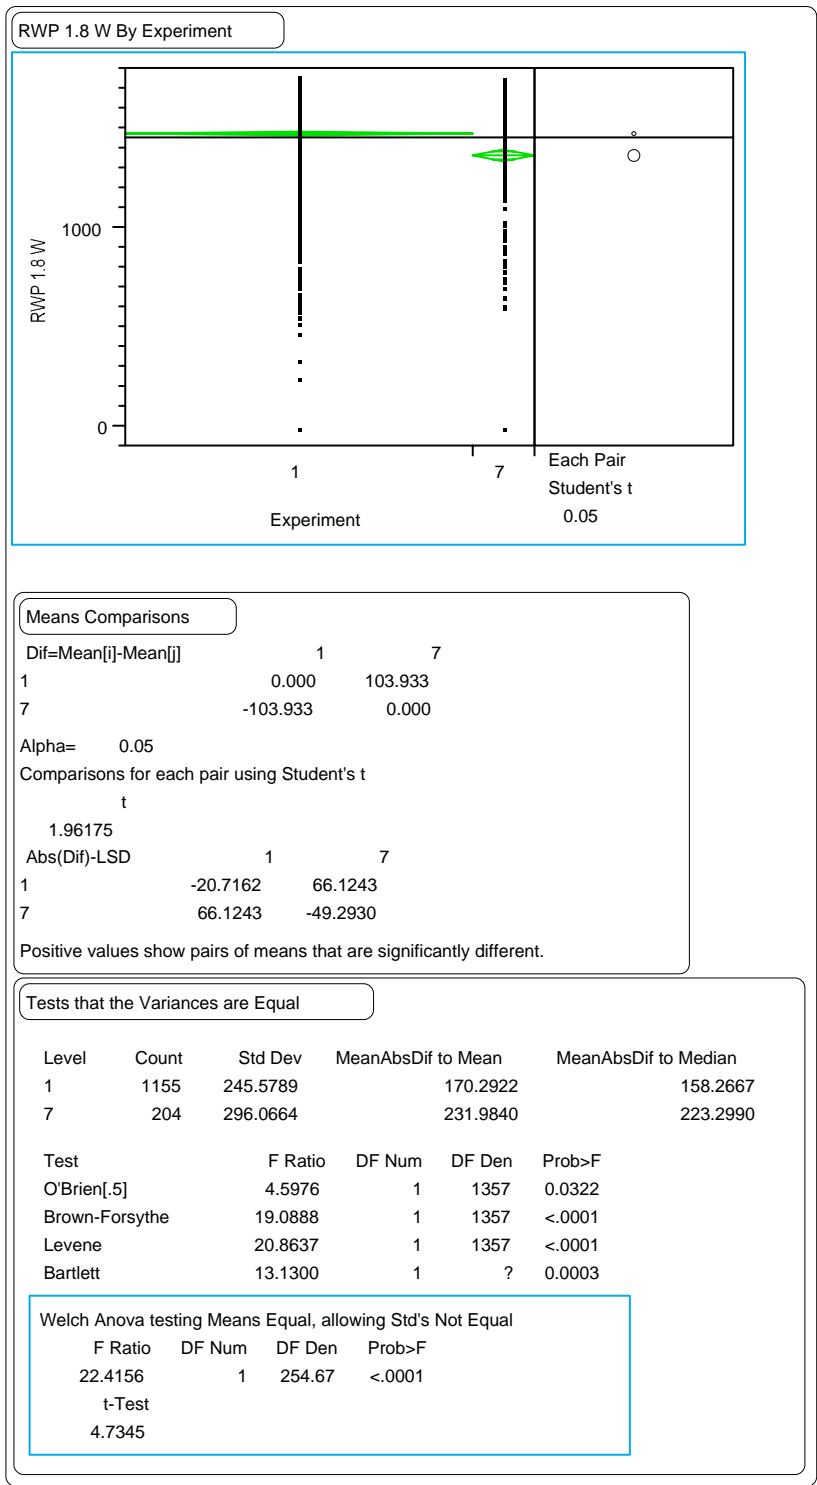 RWP 1.8 W By Experiment
RWP 1.8 W
1000
0
1 7
Each Pair
Student's t
0.05
Experiment
Means Comparisons
Dif=Mean[i]-Mean[j] 1 7
1 0.000 103.933
7 -103.933 0.000
Alpha= 0.05
Comparisons for each pair using Student's t
t
1.96175
Abs(Dif)-LSD 1 7
1 -20.7162 66.1243
7 66.1243 -49.2930
Positive values show pairs of means that are significantly different.
Tests that the Variances are Equal
Level Count Std Dev MeanAbsDif to Mean MeanAbsDif to Median
1 1155 245.5789 170.2922 158.2667
7 204 296.0664 231.9840 223.2990
Test F Ratio DF Num DF Den Prob>F
O'Brien[.5] 4.5976 1 1357 0.0322
Brown-Forsythe 19.0888 1 1357 <.0001
Levene 20.8637 1 1357 <.0001
Bartlett 13.1300 1 ? 0.0003
Welch Anova testing Means Equal, allowing Std's Not Equal
F Ratio DF Num DF Den Prob>F
22.4156 1 254.67 <.0001
t-Test
4.7345